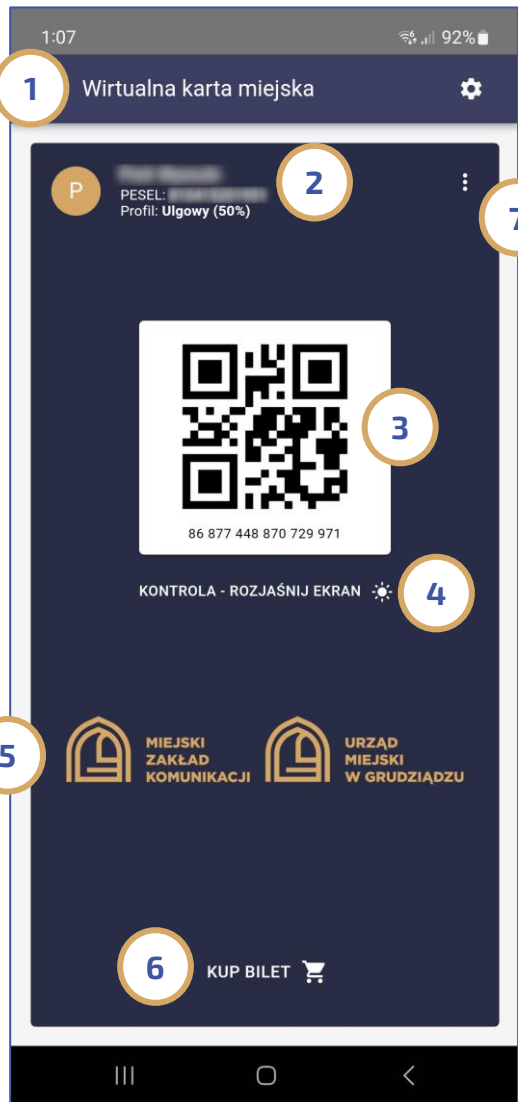 1:07 92%
1 Wirtualna karta miejska
2
P
PESEL:
Profil: Ulgowy (50%)
7
3
86 877 448 870 729 971
KONTROLA - ROZJAŚNIJ EKRAN 4
5
MIEJSKI
ZAKŁAD
KOMUNIKACJI
URZĄD
MIEJSKI
W GRUDZIĄDZU
6 KUP BILET